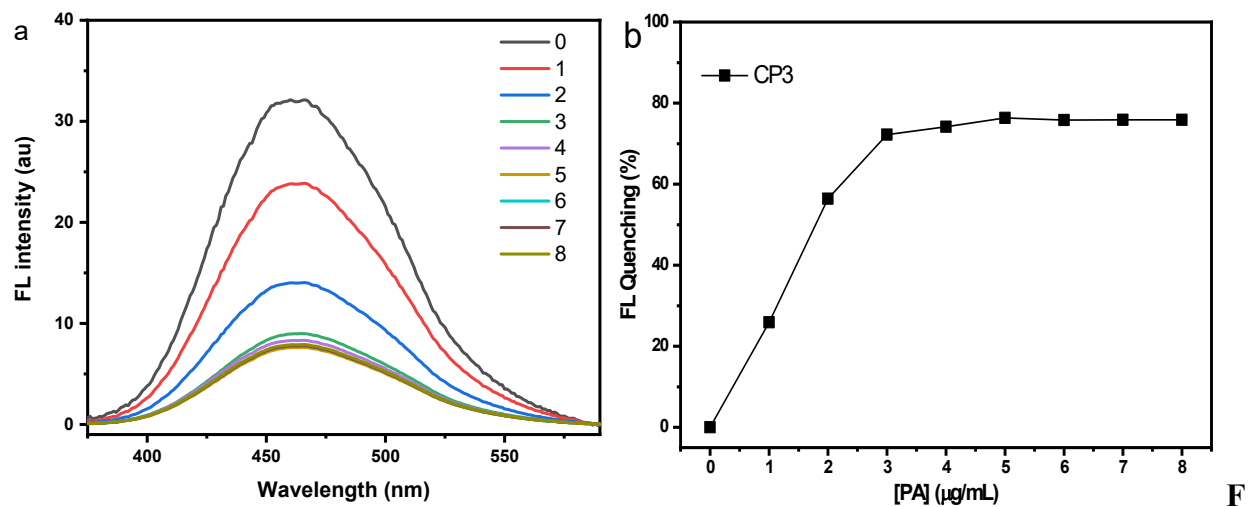 a
40
30
20
10
0
FL intensity (au)
400 450 500 550
Wavelength (nm)
0
1
2
3
4
5
6
7
8
b
100
80
60
40
20
0
FL Quenching (%)
CP3
0 1 2 3 4 5 6 7 8
[PA] (μg/mL)
F